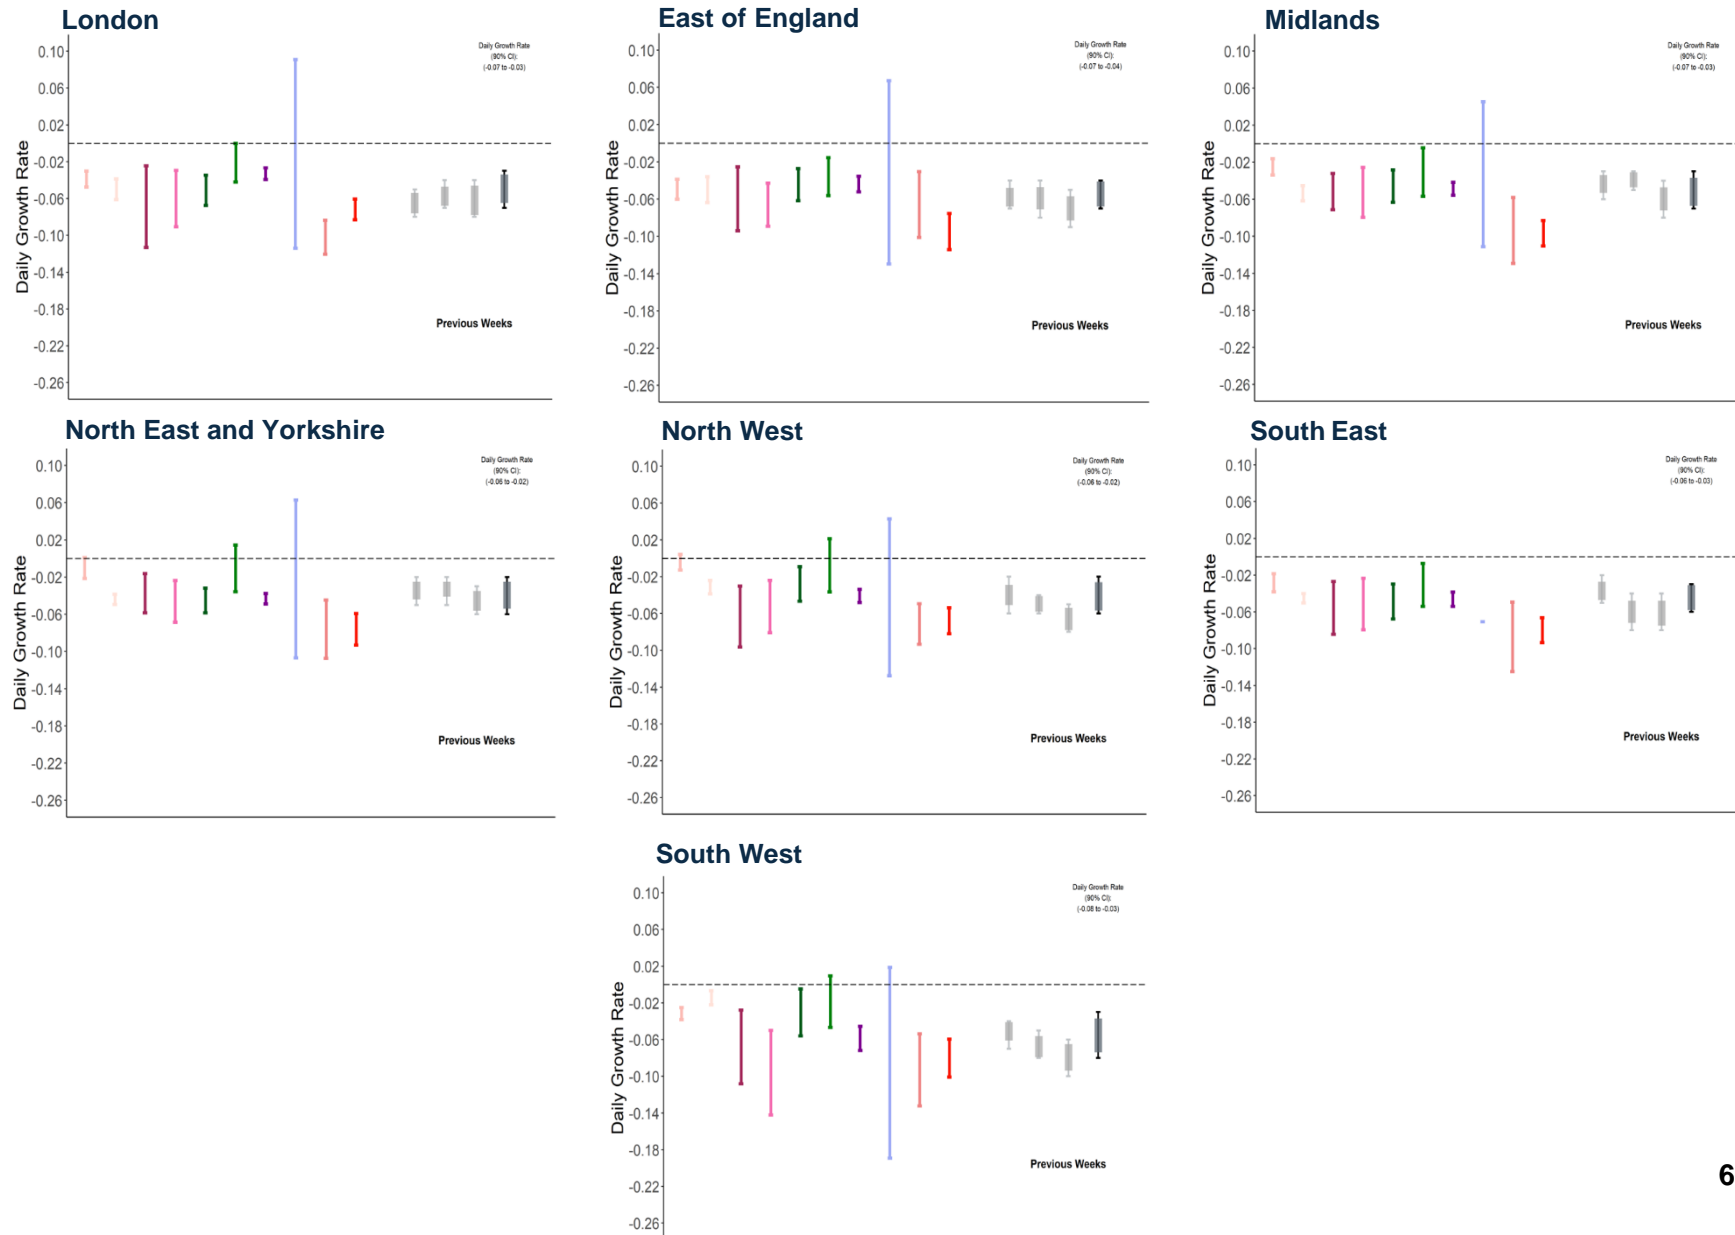 London
Daily Growth Rate
(90% CI):
(-0.07 to -0.03)
0.10
0.06
0.02
-0.02
-0.06
-0.10
-0.14
-0.18
-0.22
-0.26
Daily Growth Rate
Previous Weeks
East of England
Daily Growth Rate
(90% CI):
(-0.07 to -0.04)
0.10
0.06
0.02
-0.02
-0.06
-0.10
-0.14
-0.18
-0.22
-0.26
Daily Growth Rate
Previous Weeks
Midlands
Daily Growth Rate
(90% CI):
(-0.07 to -0.03)
0.10
0.06
0.02
-0.02
-0.06
-0.10
-0.14
-0.18
-0.22
-0.26
Daily Growth Rate
Previous Weeks
North East and Yorkshire
Daily Growth Rate
(90% CI):
(-0.06 to -0.02)
0.10
0.06
0.02
-0.02
-0.06
-0.10
-0.14
-0.18
-0.22
-0.26
Daily Growth Rate
Previous Weeks
North West
Daily Growth Rate
(90% CI):
(-0.06 to -0.02)
0.10
0.06
0.02
-0.02
-0.06
-0.10
-0.14
-0.18
-0.22
-0.26
Daily Growth Rate
Previous Weeks
South East
Daily Growth Rate
(90% CI):
(-0.06 to -0.03)
0.10
0.06
0.02
-0.02
-0.06
-0.10
-0.14
-0.18
-0.22
-0.26
Daily Growth Rate
Previous Weeks
South West
Daily Growth Rate
(90% CI):
(-0.08 to -0.03)
0.10
0.06
0.02
-0.02
-0.06
-0.10
-0.14
-0.18
-0.22
-0.26
Daily Growth Rate
Previous Weeks
6